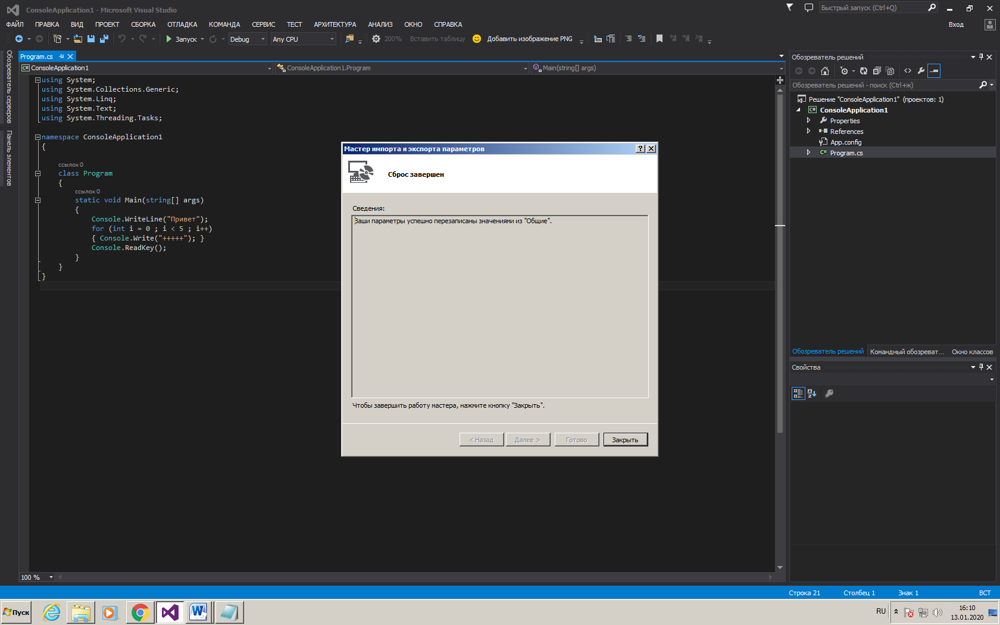 ConsoleApplication1 - Microsoft Visual Studio
Быстрый запуск (Ctrl+Q)
ФАЙЛ ПРАВКА ВИД ПРОЕКТ СБОРКА ОТЛАДКА КОМАНДА СЕРВИС ТЕСТ АРХИТЕКТУРА АНАЛИЗ ОКНО СПРАВКА
Вход
Запуск Debug Any CPU 200% Вставить таблицу Добавить изображение PNG
Обозреватель серверов
Панель элементов
Program.cs
ConsoleApplication1
ConsoleApplication1.Program
Main(string[] args)
using System;
using System.Collections.Generic;
using System.Linq;
using System.Text;
using System.Threading.Tasks;
namespace ConsoleApplication1
{
ссылок 0
class Program
{
ссылок 0
static void Main(string[] args)
{
Console.WriteLine("Привет");
for (int i = 0 ; i < 5 ; i++)
{ Console.Write("+++++"); }
Console.ReadKey();
}
}
}
100 %
Мастер импорта и экспорта параметров
Сброс завершен
Сведения:
Ваши параметры успешно перезаписаны значениями из "Общие".
Чтобы завершить работу мастера, нажмите кнопку "Закрыть".
< Назад Далее > Готово Закрыть
Обозреватель решений
Обозреватель решений - поиск (Ctrl+ж)
Решение "ConsoleApplication1" (проектов: 1)
ConsoleApplication1
Properties
References
App.config
Program.cs
Обозреватель решений Командный обозреват... Окно классов
Свойства
Строка 21 Столбец 1 Знак 1 ВСТ
Пуск
RU
16:10
13.01.2020